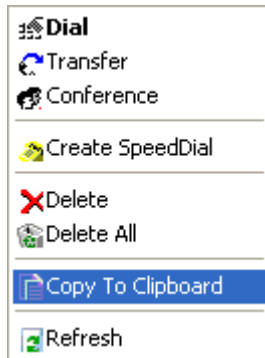 Dial
Transfer
Conference
Create SpeedDial
Delete
Delete All
Copy To Clipboard
Refresh